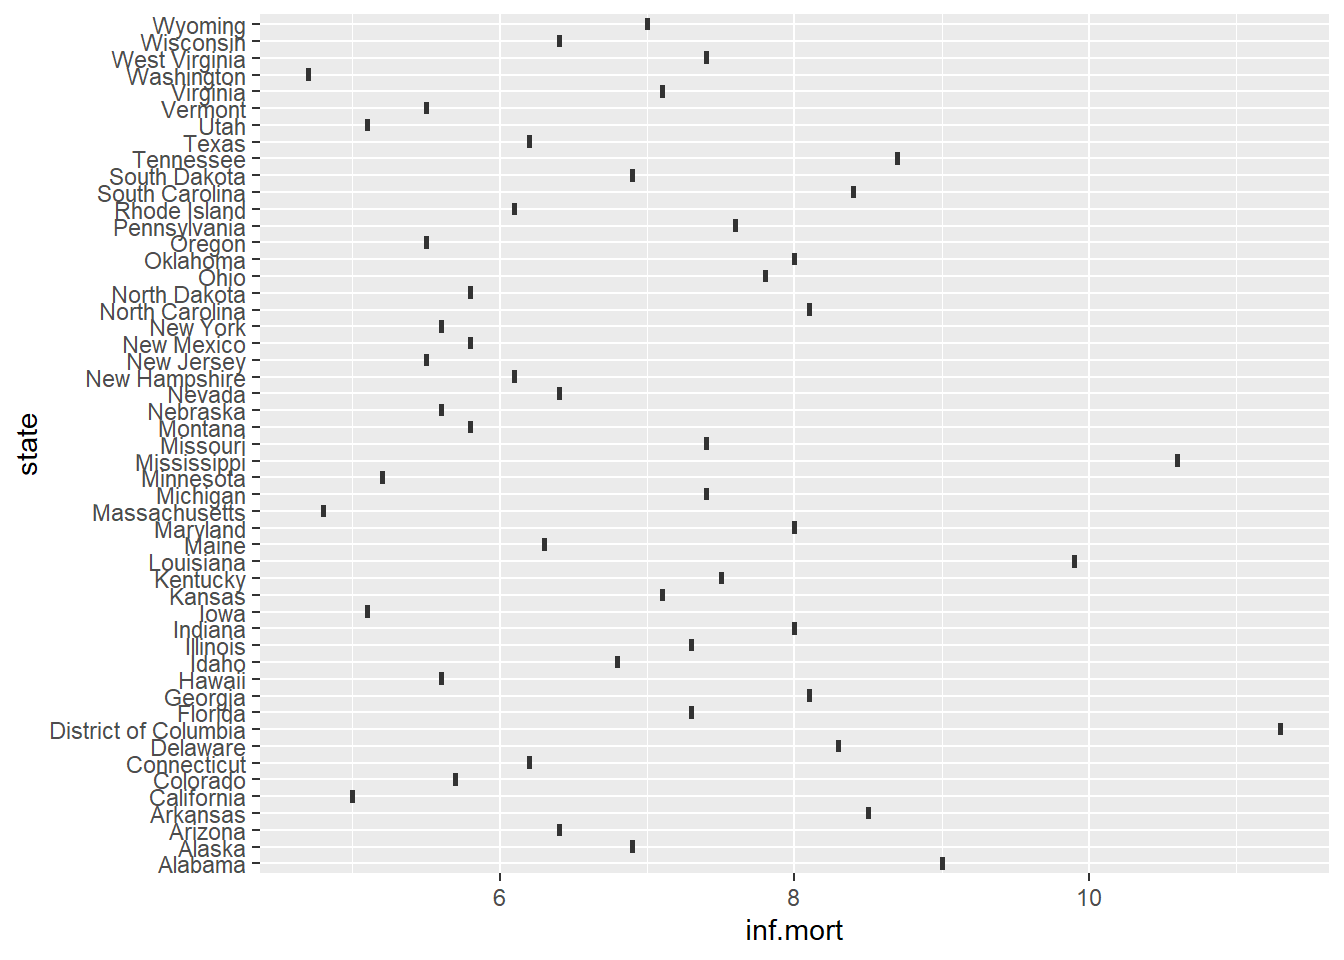 Wyoming
Wisconsin
West Virginia
Washington
Virginia
Vermont
Utah
Texas
Tennessee
South Dakota
South Carolina
Rhode Island
Pennsylvania
Oregon
Oklahoma
Ohio
North Dakota
North Carolina
New York
New Mexico
New Jersey
New Hampshire
Nevada
Nebraska
Montana
Missouri
Mississippi
Minnesota
Michigan
Massachusetts
Maryland
Maine
Louisiana
Kentucky
Kansas
Iowa
Indiana
Illinois
Idaho
Hawaii
Georgia
Florida
District of Columbia
Delaware
Connecticut
Colorado
California
Arkansas
Arizona
Alaska
Alabama
state
6 8 10
inf.mort